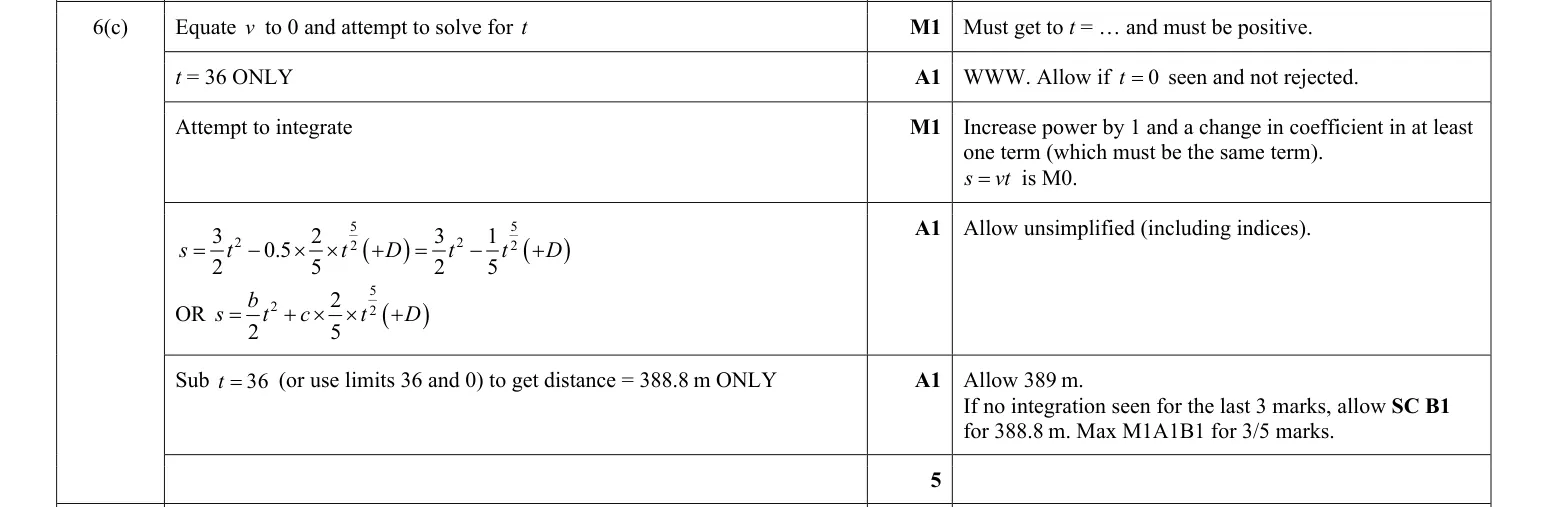 6(c) Equate v to 0 and attempt to solve for t M1 Must get to t = … and must be positive.
t = 36 ONLY A1 WWW. Allow if t = 0 seen and not rejected.
Attempt to integrate M1 Increase power by 1 and a change in coefficient in at least
one term (which must be the same term).
s = vt is M0.
s = 3/2 t^2 − 0.5 × 2/5 × t^(5/2) (+D) = 3/2 t^2 − 1/5 t^(5/2) (+D) A1 Allow unsimplified (including indices).
OR s = b/2 t^2 + c × 2/5 × t^(5/2) (+D)
Sub t = 36 (or use limits 36 and 0) to get distance = 388.8 m ONLY A1 Allow 389 m.
If no integration seen for the last 3 marks, allow SC B1
for 388.8 m. Max M1A1B1 for 3/5 marks.
5